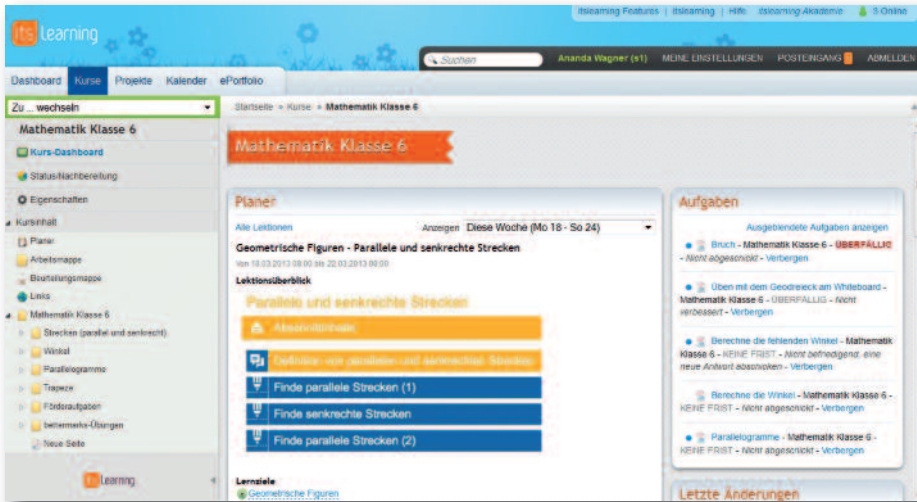 itslearning Features | itslearning | Hilfe itslearning Akademie 3 Online
its learning
Suchen
Ananda Wagner (s1) MEINE EINSTELLUNGEN POSTEINGANG ABMELDEN
Dashboard Kurse Projekte Kalender ePortfolio
Zu ... wechseln
Startseite » Kurse » Mathematik Klasse 6
Mathematik Klasse 6
Kurs-Dashboard
Status/Nachbereitung
Eigenschaften
Kursinhalt
Planer
Arbeitsmappe
Beurteilungsmappe
Links
Mathematik Klasse 6
Strecken (parallel und senkrecht)
Winkel
Parallelogramme
Trapeze
Förderaufgaben
bettermarks-Übungen
Neue Seite
its Learning
Mathematik Klasse 6
Planer
Alle Lektionen
Anzeigen Diese Woche (Mo 18 - So 24)
Geometrische Figuren - Parallele und senkrechte Strecken
Von 18.03.2013 08:00 bis 22.03.2013 00:00
Lektionsüberblick
Parallele und senkrechte Strecken
Definition von parallelen und senkrechten Strecken
Finde parallele Strecken (1)
Finde senkrechte Strecken
Finde parallele Strecken (2)
Lernziele
Geometrische Figuren
Aufgaben
Ausgeblendete Aufgaben anzeigen
Bruch - Mathematik Klasse 6 - ÜBERFÄLLIG
- Nicht abgeschickt - Verbergen
Üben mit dem Geodreieck am Whiteboard -
Mathematik Klasse 6 - ÜBERFÄLLIG - Nicht
verbessert - Verbergen
Berechne die fehlenden Winkel - Mathematik
Klasse 6 - KEINE FRIST - Nicht befriedigend, eine
neue Antwort abschicken - Verbergen
Berechne die Winkel - Mathematik Klasse 6 -
KEINE FRIST - Nicht abgeschickt - Verbergen
Parallelogramme - Mathematik Klasse 6 -
KEINE FRIST - Nicht abgeschickt - Verbergen
Letzte Änderungen